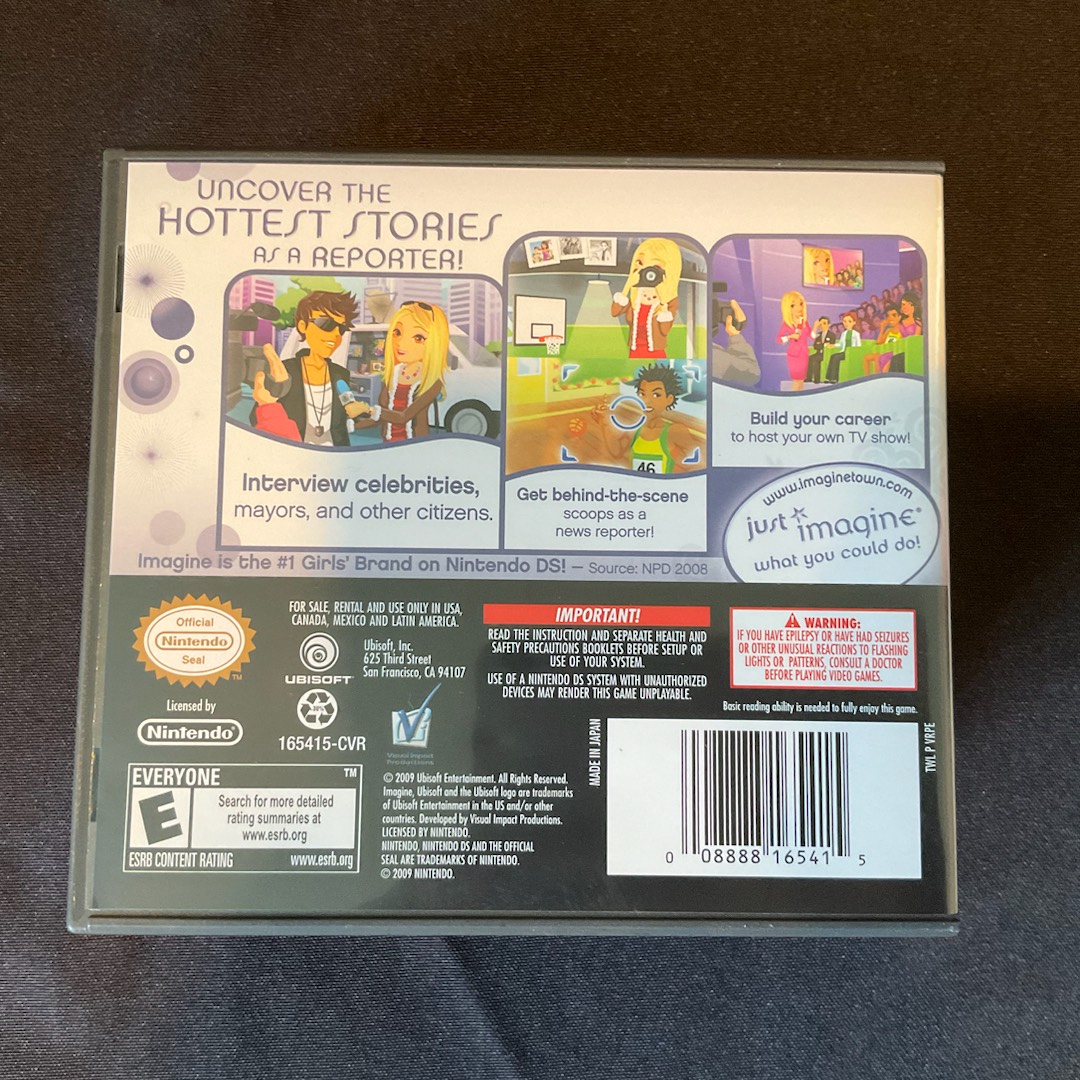 UNCOVER THE
HOTTEST STORIES
AS A REPORTER!
Interview celebrities,
mayors, and other citizens.
46
Get behind-the-scene
scoops as a
news reporter!
Build your career
to host your own TV show!
www.imaginetown.com
just imagine®
what you could do!
Imagine is the #1 Girls' Brand on Nintendo DS! — Source: NPD 2008
Official
Nintendo
Seal
TM
Licensed by
Nintendo®
FOR SALE, RENTAL AND USE ONLY IN USA,
CANADA, MEXICO AND LATIN AMERICA.
UBISOFT™
Ubisoft, Inc.
625 Third Street
San Francisco, CA 94107
165415-CVR
Visual Impact
Productions
IMPORTANT!
READ THE INSTRUCTION AND SEPARATE HEALTH AND
SAFETY PRECAUTIONS BOOKLETS BEFORE SETUP OR
USE OF YOUR SYSTEM.
USE OF A NINTENDO DS SYSTEM WITH UNAUTHORIZED
DEVICES MAY RENDER THIS GAME UNPLAYABLE.
WARNING:
IF YOU HAVE EPILEPSY OR HAVE HAD SEIZURES
OR OTHER UNUSUAL REACTIONS TO FLASHING
LIGHTS OR PATTERNS, CONSULT A DOCTOR
BEFORE PLAYING VIDEO GAMES.
Basic reading ability is needed to fully enjoy this game.
EVERYONE
TM
E
Search for more detailed
rating summaries at
www.esrb.org
ESRB CONTENT RATING www.esrb.org
© 2009 Ubisoft Entertainment. All Rights Reserved.
Imagine, Ubisoft and the Ubisoft logo are trademarks
of Ubisoft Entertainment in the US and/or other
countries. Developed by Visual Impact Productions.
LICENSED BY NINTENDO.
NINTENDO, NINTENDO DS AND THE OFFICIAL
SEAL ARE TRADEMARKS OF NINTENDO.
© 2009 NINTENDO.
MADE IN JAPAN
TWL P VRPE
0 08888 16541 5